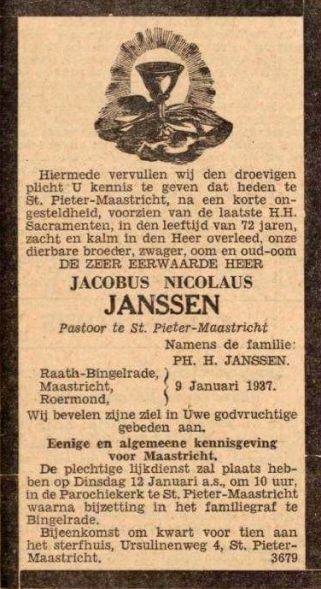 Hiermede vervullen wij den droevigen
plicht U kennis te geven dat heden te
St. Pieter-Maastricht, na een korte on-
gesteldheid, voorzien van de laatste H.H.
Sacramenten, in den leeftijd van 72 jaren,
zacht en kalm in den Heer overleed, onze
dierbare broeder, zwager, oom en oud-oom
DE ZEER EERWAARDE HEER
JACOBUS NICOLAUS
JANSSEN
Pastoor te St. Pieter-Maastricht
Namens de familie:
PH. H. JANSSEN.
Raath-Bingelrade,
Maastricht, } 9 Januari 1937.
Roermond,
Wij bevelen zijne ziel in Uwe godvruchtige
gebeden aan.
Eenige en algemeene kennisgeving
voor Maastricht.
De plechtige lijkdienst zal plaats heb-
ben op Dinsdag 12 Januari a.s., om 10 uur,
in de Parochiekerk te St. Pieter-Maastricht
waarna bijzetting in het familiegraf te
Bingelrade.
Bijeenkomst om kwart voor tien aan
het sterfhuis, Ursulinenweg 4, St. Pieter-
Maastricht. 3679